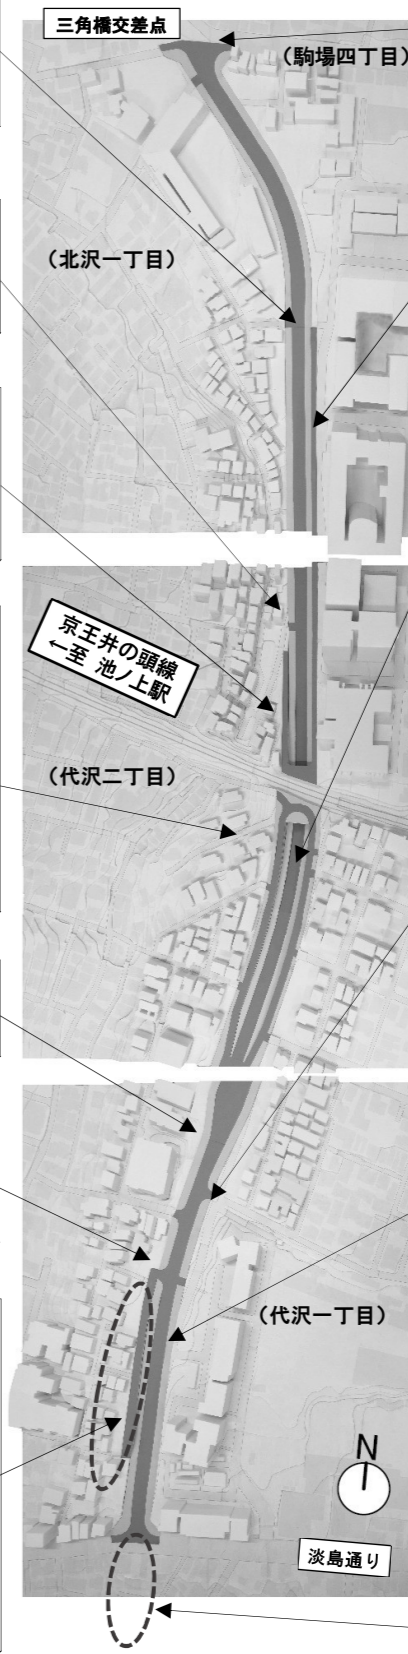 三角橋交差点
（駒場四丁目）
（北沢一丁目）
京王井の頭線
←至 池ノ上駅
（代沢二丁目）
（代沢一丁目）
N
淡島通り